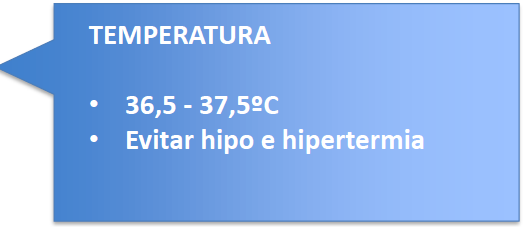 TEMPERATURA
• 36,5 - 37,5ºC
• Evitar hipo e hipertermia